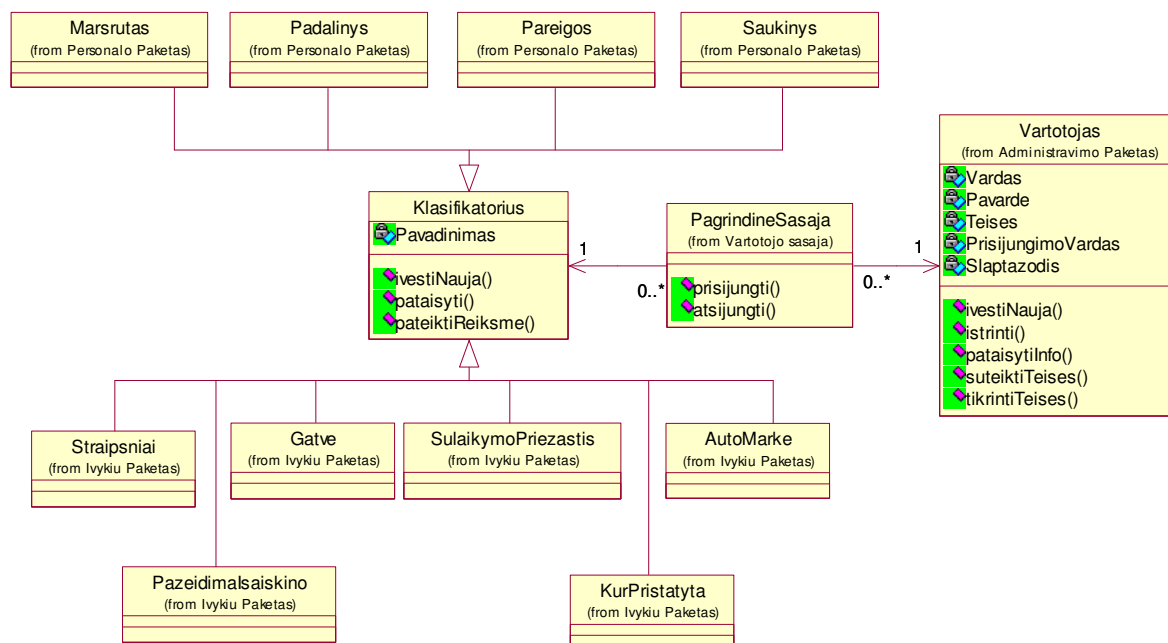 Marsrutas
(from Personalo Paketas)
Padalinys
(from Personalo Paketas)
Pareigos
(from Personalo Paketas)
Saukinys
(from Personalo Paketas)
Klasifikatorius
Pavadinimas
ivestiNauja()
pataisyti()
pateiktiReiksme()
1
0..*
PagrindineSasaja
(from Vartotojo sasaja)
prisijungti()
atsijungti()
1
0..*
Vartotojas
(from Administravimo Paketas)
Vardas
Pavarde
Teises
PrisijungimoVardas
Slaptazodis
ivestiNauja()
istrinti()
pataisytiInfo()
suteiktiTeises()
tikrintiTeises()
Straipsniai
(from Ivykiu Paketas)
Gatve
(from Ivykiu Paketas)
SulaikymoPriezastis
(from Ivykiu Paketas)
AutoMarke
(from Ivykiu Paketas)
PazeidimaIsaiskino
(from Ivykiu Paketas)
KurPristatyta
(from Ivykiu Paketas)